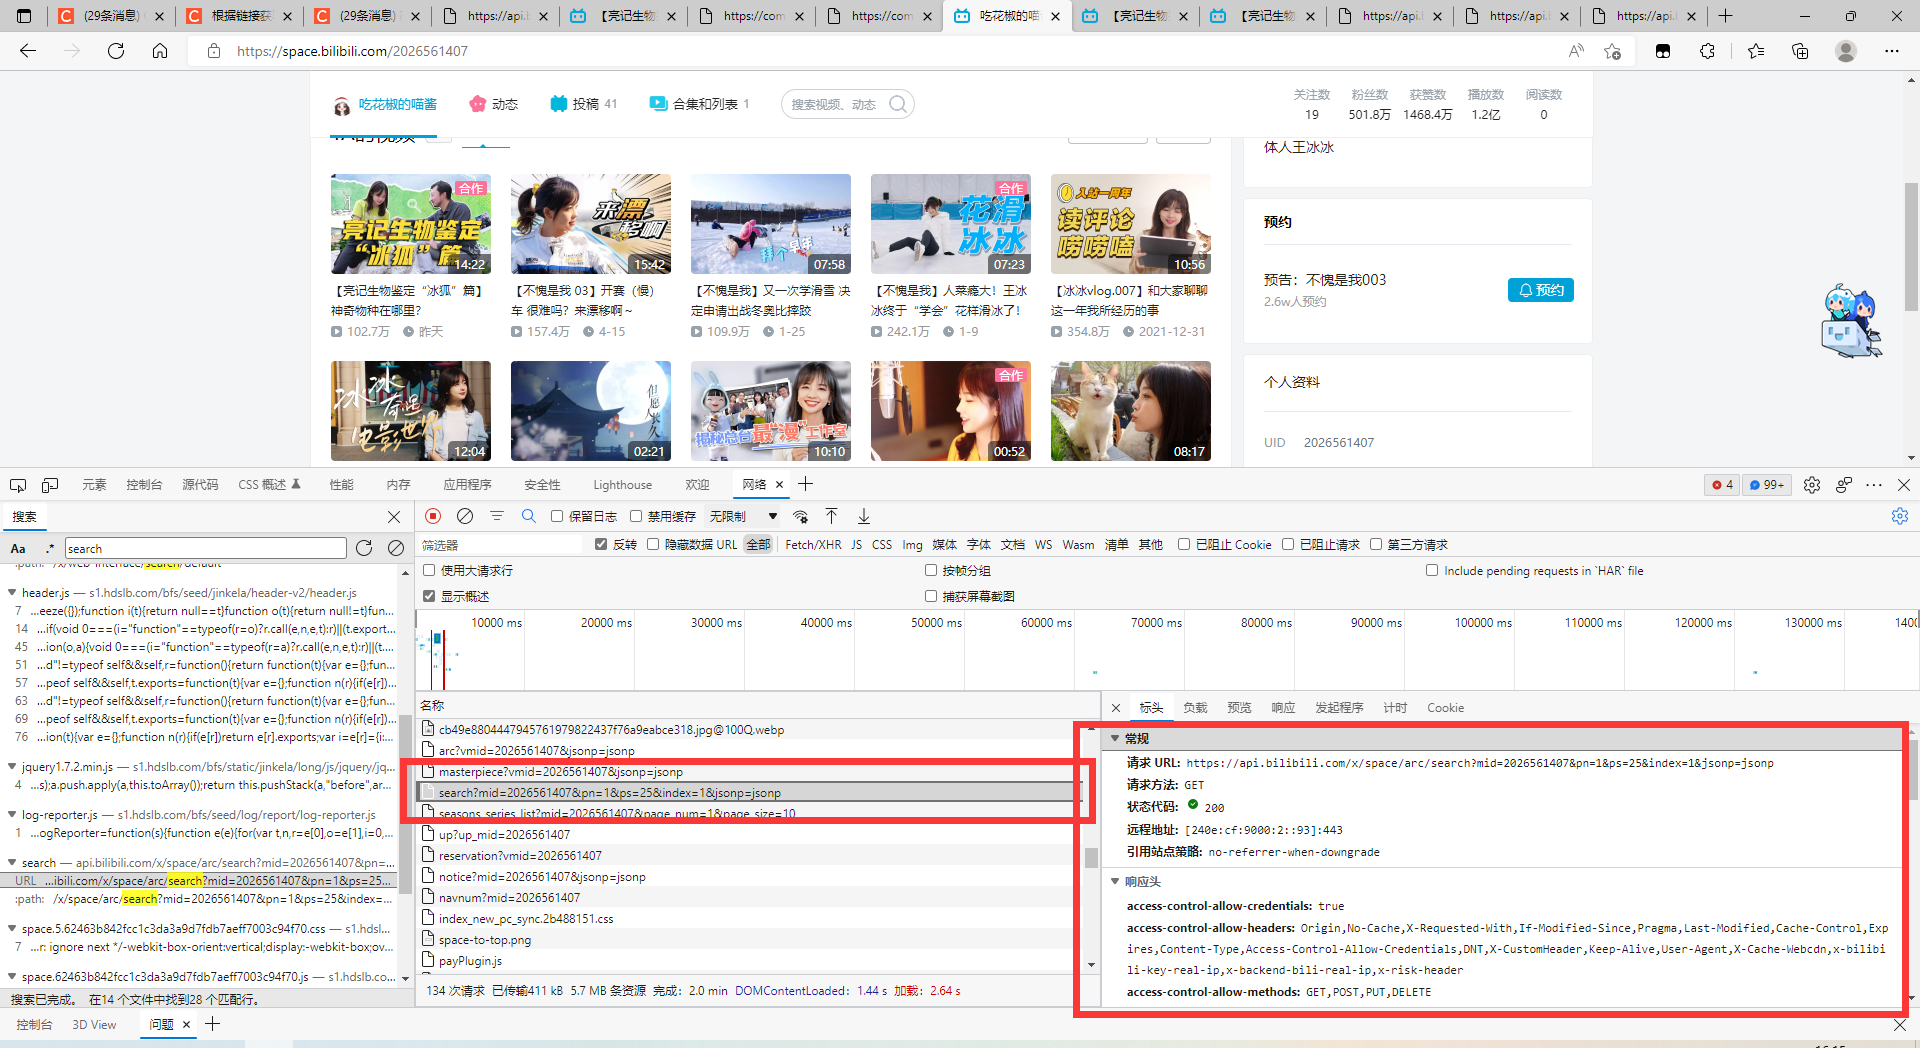 (29条消息)
根据链接获
(29条消息)
https://api.b
【亮记生物
https://com
https://com
吃花椒的喵
【亮记生物
【亮记生物
https://api.b
https://api.b
https://api.b
https://space.bilibili.com/2026561407
吃花椒的喵酱
动态
投稿 41
合集和列表 1
搜索视频、动态
关注数 粉丝数 获赞数 播放数 阅读数
19 501.8万 1468.4万 1.2亿 0
体人王冰冰
合作
亮记生物鉴定
“冰狐”篇
14:22
来漂移啊
15:42
拜个早年
07:58
合作
花滑冰冰
07:23
入站一周年
读评论
唠唠嗑
10:56
【亮记生物鉴定“冰狐”篇】
神奇物种在哪里？
102.7万 昨天
【不愧是我 03】开赛（慢）
车 很难吗？来漂移啊～
157.4万 4-15
【不愧是我】又一次学滑雪 决
定申请出战冬奥比摔跤
109.9万 1-25
【不愧是我】人菜瘾大！王冰
冰终于“学会”花样滑冰了！
242.1万 1-9
【冰冰vlog.007】和大家聊聊
这一年我所经历的事
354.8万 2021-12-31
预约
预告：不愧是我003
2.6w人预约
预约
12:04
但愿人长久
02:21
揭秘总台最“漫”工作室
10:10
合作
00:52
08:17
个人资料
UID 2026561407
元素 控制台 源代码 CSS 概述 性能 内存 应用程序 安全性 Lighthouse 欢迎 网络
4 99+
搜索
保留日志 禁用缓存 无限制
Aa .* search
筛选器 反转 隐藏数据 URL 全部 Fetch/XHR JS CSS Img 媒体 字体 文档 WS Wasm 清单 其他 已阻止 Cookie 已阻止请求 第三方请求
使用大请求行 按帧分组 Include pending requests in `HAR` file
显示概述 捕获屏幕截图
10000 ms 20000 ms 30000 ms 40000 ms 50000 ms 60000 ms 70000 ms 80000 ms 90000 ms 100000 ms 110000 ms 120000 ms 130000 ms 1400
:path: /x/web-interface/search/default
header.js — s1.hdslb.com/bfs/seed/jinkela/header-v2/header.js
7 ...eeze({});function i(t){return null==t}function o(t){return null!=t}fun...
14 ...if(void 0===(i="function"==typeof(r=o)?r.call(e,n,e,t):r)||(t.export...
45 ...ion(o,a){void 0===(i="function"==typeof(r=a)?r.call(e,n,e,t):r)||(t....
51 ...d"!=typeof self&&self,r=function(){return function(t){var e={};fun...
57 ...peof self&&self,t.exports=function(t){var e={};function n(r){if(e[r])...
63 ...d"!=typeof self&&self,r=function(){return function(t){var e={};fun...
69 ...peof self&&self,t.exports=function(t){var e={};function n(r){if(e[r])...
76 ...ion(t){var e={};function n(r){if(e[r])return e[r].exports;var i=e[r]={i:...
jquery1.7.2.min.js — s1.hdslb.com/bfs/static/jinkela/long/js/jquery/jq...
4 ...s);a.push.apply(a,this.toArray());return this.pushStack(a,"before",ar...
log-reporter.js — s1.hdslb.com/bfs/seed/log/report/log-reporter.js
1 ...ogReporter=function(s){function e(e){for(var t,n,r=e[0],o=e[1],i=0,...
search — api.bilibili.com/x/space/arc/search?mid=2026561407&pn=...
URL ...ibili.com/x/space/arc/search?mid=2026561407&pn=1&ps=25...
:path: /x/space/arc/search?mid=2026561407&pn=1&ps=25&index=...
space.5.62463b842fcc1c3da3a9d7fdb7aeff7003c94f70.css — s1.hdsl...
7 ...r: ignore next */-webkit-box-orient:vertical;display:-webkit-box;ov...
space.62463b842fcc1c3da3a9d7fdb7aeff7003c94f70.js — s1.hdslb.co...
搜索已完成。 在14 个文件中找到28 个匹配行。
名称
cb49e8804447945761979822437f76a9eabce318.jpg@100Q.webp
arc?vmid=2026561407&jsonp=jsonp
masterpiece?vmid=2026561407&jsonp=jsonp
search?mid=2026561407&pn=1&ps=25&index=1&jsonp=jsonp
seasons_series_list?mid=2026561407&page_num=1&page_size=10
up?up_mid=2026561407
reservation?vmid=2026561407
notice?mid=2026561407&jsonp=jsonp
navnum?mid=2026561407
index_new_pc_sync.2b488151.css
space-to-top.png
payPlugin.js
134 次请求 已传输411 kB 5.7 MB 条资源 完成：2.0 min DOMContentLoaded：1.44 s 加载：2.64 s
标头 负载 预览 响应 发起程序 计时 Cookie
常规
请求 URL: https://api.bilibili.com/x/space/arc/search?mid=2026561407&pn=1&ps=25&index=1&jsonp=jsonp
请求方法: GET
状态代码: 200
远程地址: [240e:cf:9000:2::93]:443
引用站点策略: no-referrer-when-downgrade
响应头
access-control-allow-credentials: true
access-control-allow-headers: Origin,No-Cache,X-Requested-With,If-Modified-Since,Pragma,Last-Modified,Cache-Control,Exp
ires,Content-Type,Access-Control-Allow-Credentials,DNT,X-CustomHeader,Keep-Alive,User-Agent,X-Cache-Webcdn,x-bilibi
li-key-real-ip,x-backend-bili-real-ip,x-risk-header
access-control-allow-methods: GET,POST,PUT,DELETE
控制台 3D View 问题